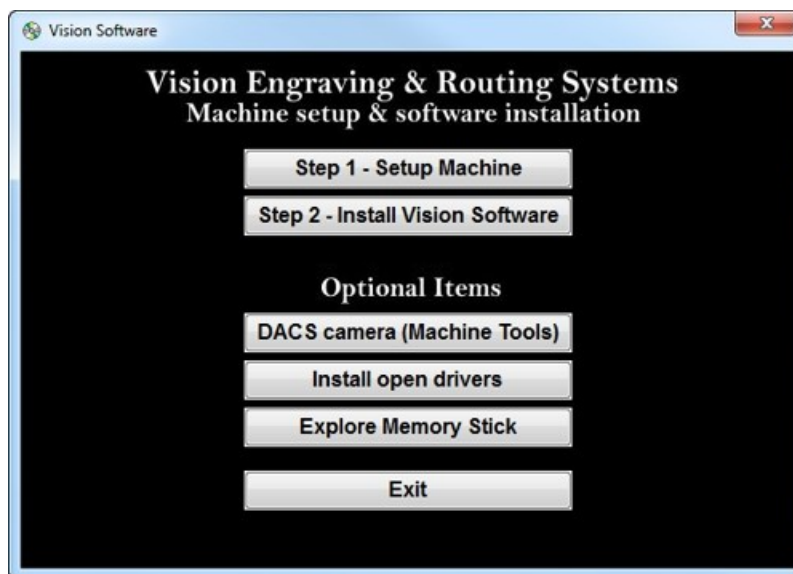 Vision Software
Vision Engraving & Routing Systems
Machine setup & software installation
Step 1 - Setup Machine
Step 2 - Install Vision Software
Optional Items
DACS camera (Machine Tools)
Install open drivers
Explore Memory Stick
Exit